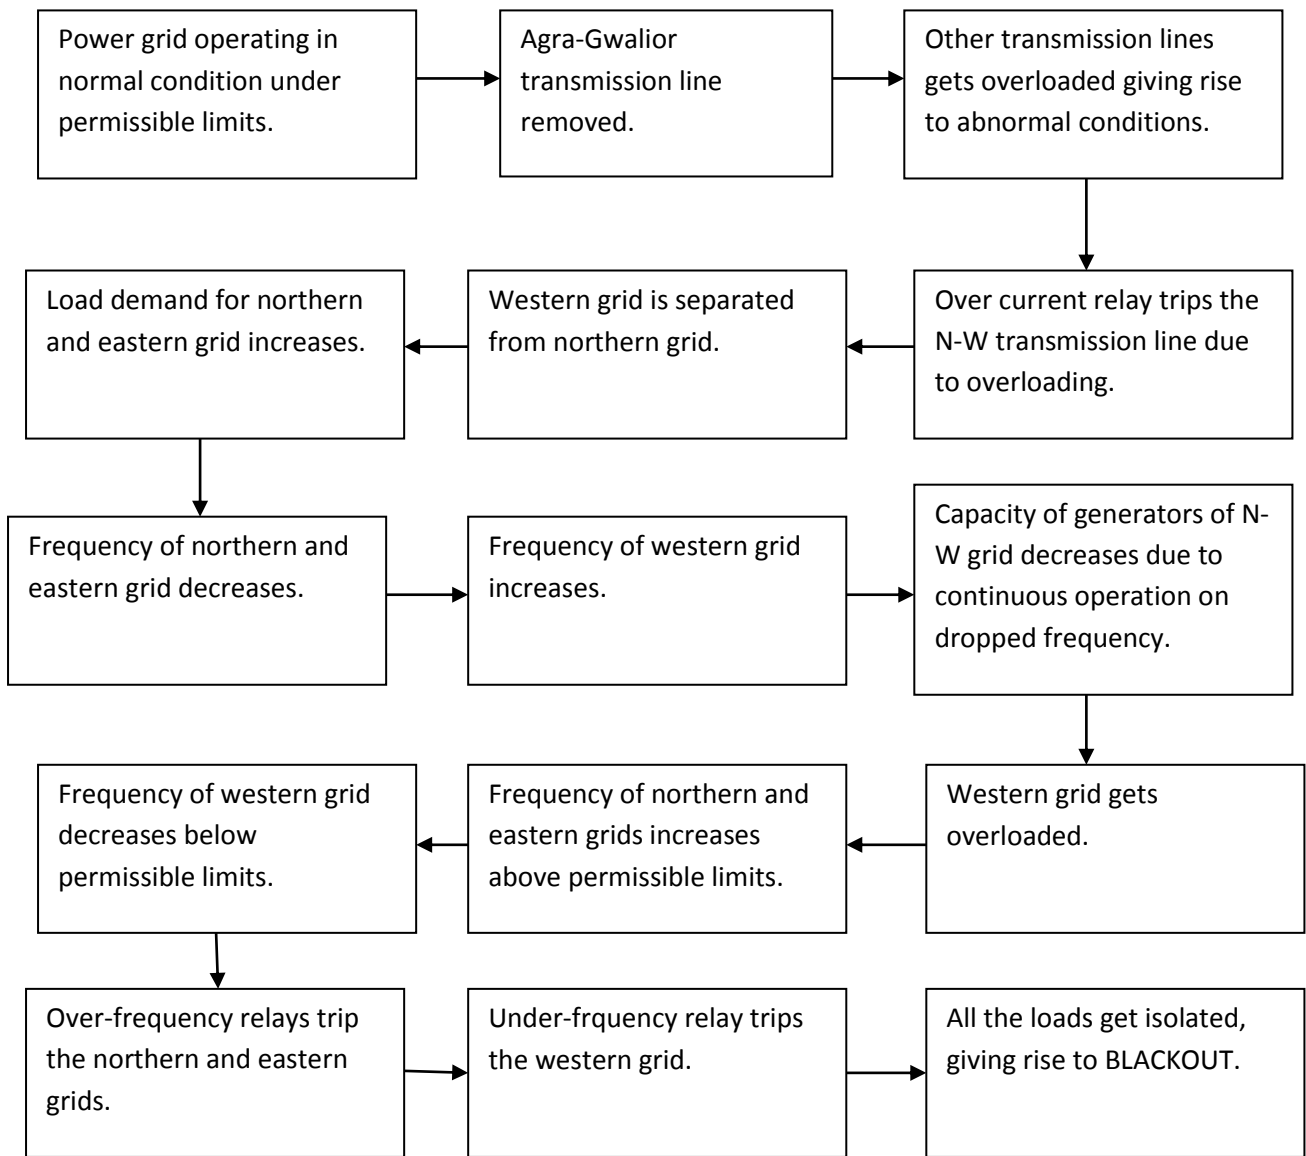 Power grid operating in
normal condition under
permissible limits.
Agra-Gwalior
transmission line
removed.
Other transmission lines
gets overloaded giving rise
to abnormal conditions.
Over current relay trips the
N-W transmission line due
to overloading.
Western grid is separated
from northern grid.
Load demand for northern
and eastern grid increases.
Frequency of northern and
eastern grid decreases.
Frequency of western grid
increases.
Capacity of generators of N-
W grid decreases due to
continuous operation on
dropped frequency.
Western grid gets
overloaded.
Frequency of northern and
eastern grids increases
above permissible limits.
Frequency of western grid
decreases below
permissible limits.
Over-frequency relays trip
the northern and eastern
grids.
Under-frquency relay trips
the western grid.
All the loads get isolated,
giving rise to BLACKOUT.